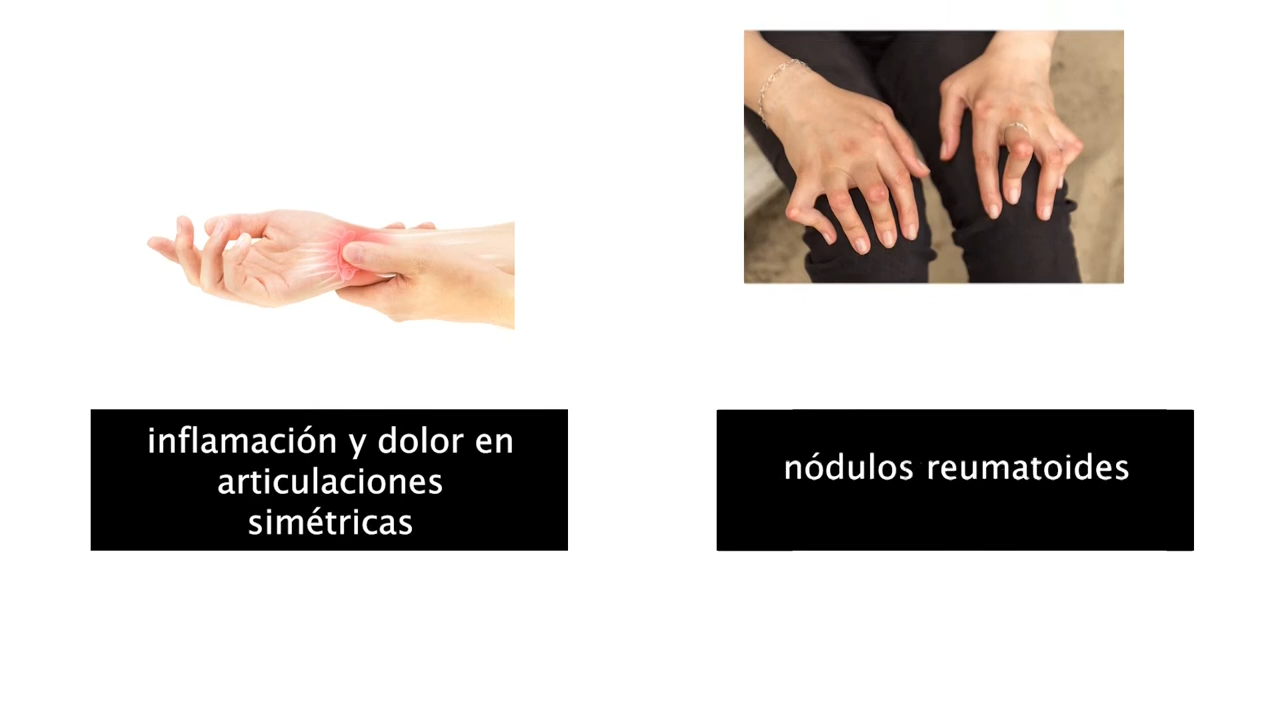 inflamación y dolor en
articulaciones
simétricas
nódulos reumatoides